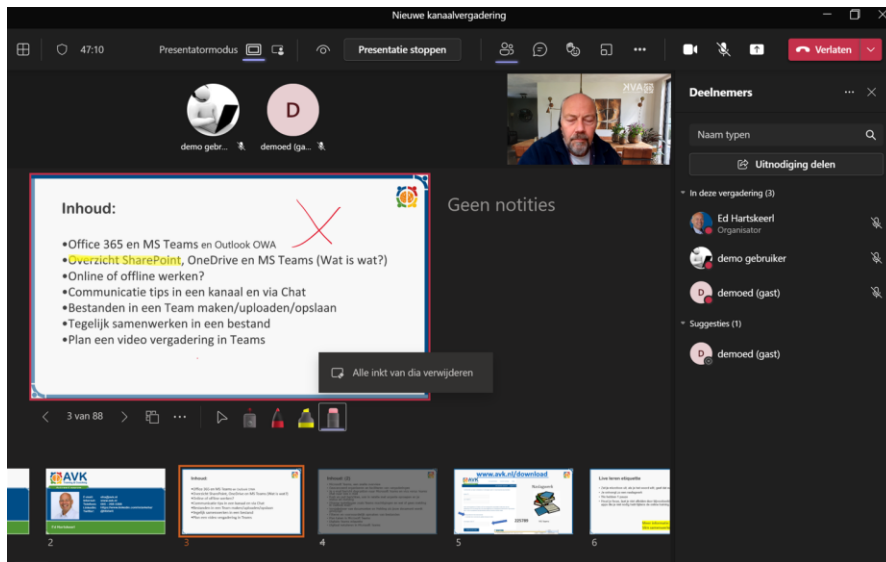 Nieuwe kanaalvergadering
47:10
Presentatormodus
Presentatie stoppen
Verlaten
demo gebr...
D
demoed (ga...
Inhoud:
•Office 365 en MS Teams en Outlook OWA
•Overzicht SharePoint, OneDrive en MS Teams (Wat is wat?)
•Online of offline werken?
•Communicatie tips in een kanaal en via Chat
•Bestanden in een Team maken/uploaden/opslaan
•Tegelijk samenwerken in een bestand
•Plan een video vergadering in Teams
Geen notities
Alle inkt van dia verwijderen
3 van 88
AVK
2
Inhoud:
3
4
www.avk.nl/download
5
6
Deelnemers
Naam typen
Uitnodiging delen
In deze vergadering (3)
Ed Hartskeerl
Organisator
demo gebruiker
D
demoed (gast)
Suggesties (1)
D
demoed (gast)